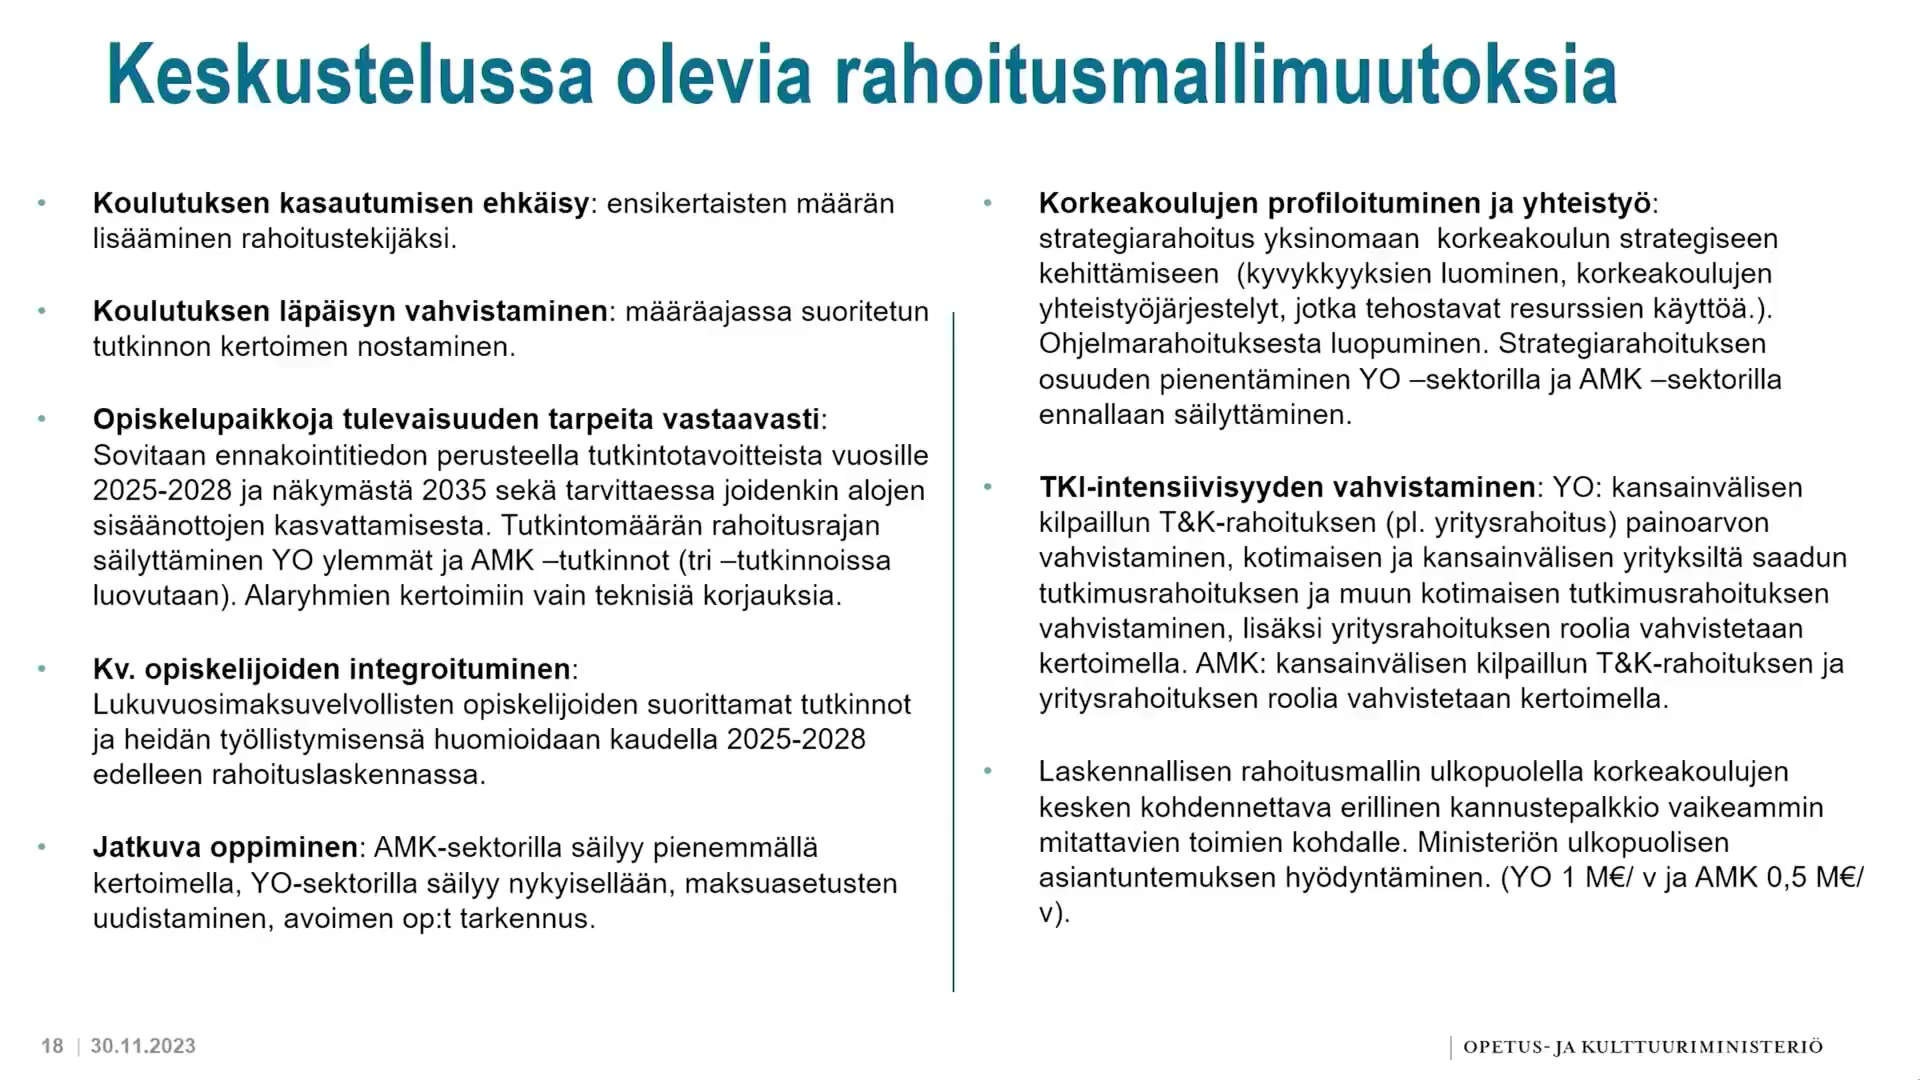 Keskustelussa olevia rahoitusmallimuutoksia
• Koulutuksen kasautumisen ehkäisy: ensikertaisten määrän
lisääminen rahoitustekijäksi.
• Koulutuksen läpäisyn vahvistaminen: määräajassa suoritetun
tutkinnon kertoimen nostaminen.
• Opiskelupaikkoja tulevaisuuden tarpeita vastaavasti:
Sovitaan ennakointitiedon perusteella tutkintotavoitteista vuosille
2025-2028 ja näkymästä 2035 sekä tarvittaessa joidenkin alojen
sisäänottojen kasvattamisesta. Tutkintomäärän rahoitusrajan
säilyttäminen YO ylemmät ja AMK –tutkinnot (tri –tutkinnoissa
luovutaan). Alaryhmien kertoimiin vain teknisiä korjauksia.
• Kv. opiskelijoiden integroituminen:
Lukuvuosimaksuvelvollisten opiskelijoiden suorittamat tutkinnot
ja heidän työllistymisensä huomioidaan kaudella 2025-2028
edelleen rahoituslaskennassa.
• Jatkuva oppiminen: AMK-sektorilla säilyy pienemmällä
kertoimella, YO-sektorilla säilyy nykyisellään, maksuasetusten
uudistaminen, avoimen op:t tarkennus.
• Korkeakoulujen profiloituminen ja yhteistyö:
strategiarahoitus yksinomaan korkeakoulun strategiseen
kehittämiseen (kyvykkyyksien luominen, korkeakoulujen
yhteistyöjärjestelyt, jotka tehostavat resurssien käyttöä.).
Ohjelmarahoituksesta luopuminen. Strategiarahoituksen
osuuden pienentäminen YO –sektorilla ja AMK –sektorilla
ennallaan säilyttäminen.
• TKI-intensiivisyyden vahvistaminen: YO: kansainvälisen
kilpaillun T&K-rahoituksen (pl. yritysrahoitus) painoarvon
vahvistaminen, kotimaisen ja kansainvälisen yrityksiltä saadun
tutkimusrahoituksen ja muun kotimaisen tutkimusrahoituksen
vahvistaminen, lisäksi yritysrahoituksen roolia vahvistetaan
kertoimella. AMK: kansainvälisen kilpaillun T&K-rahoituksen ja
yritysrahoituksen roolia vahvistetaan kertoimella.
• Laskennallisen rahoitusmallin ulkopuolella korkeakoulujen
kesken kohdennettava erillinen kannustepalkkio vaikeammin
mitattavien toimien kohdalle. Ministeriön ulkopuolisen
asiantuntemuksen hyödyntäminen. (YO 1 M€/ v ja AMK 0,5 M€/
v).
18 | 30.11.2023
OPETUS- JA KULTTUURIMINISTERIÖ